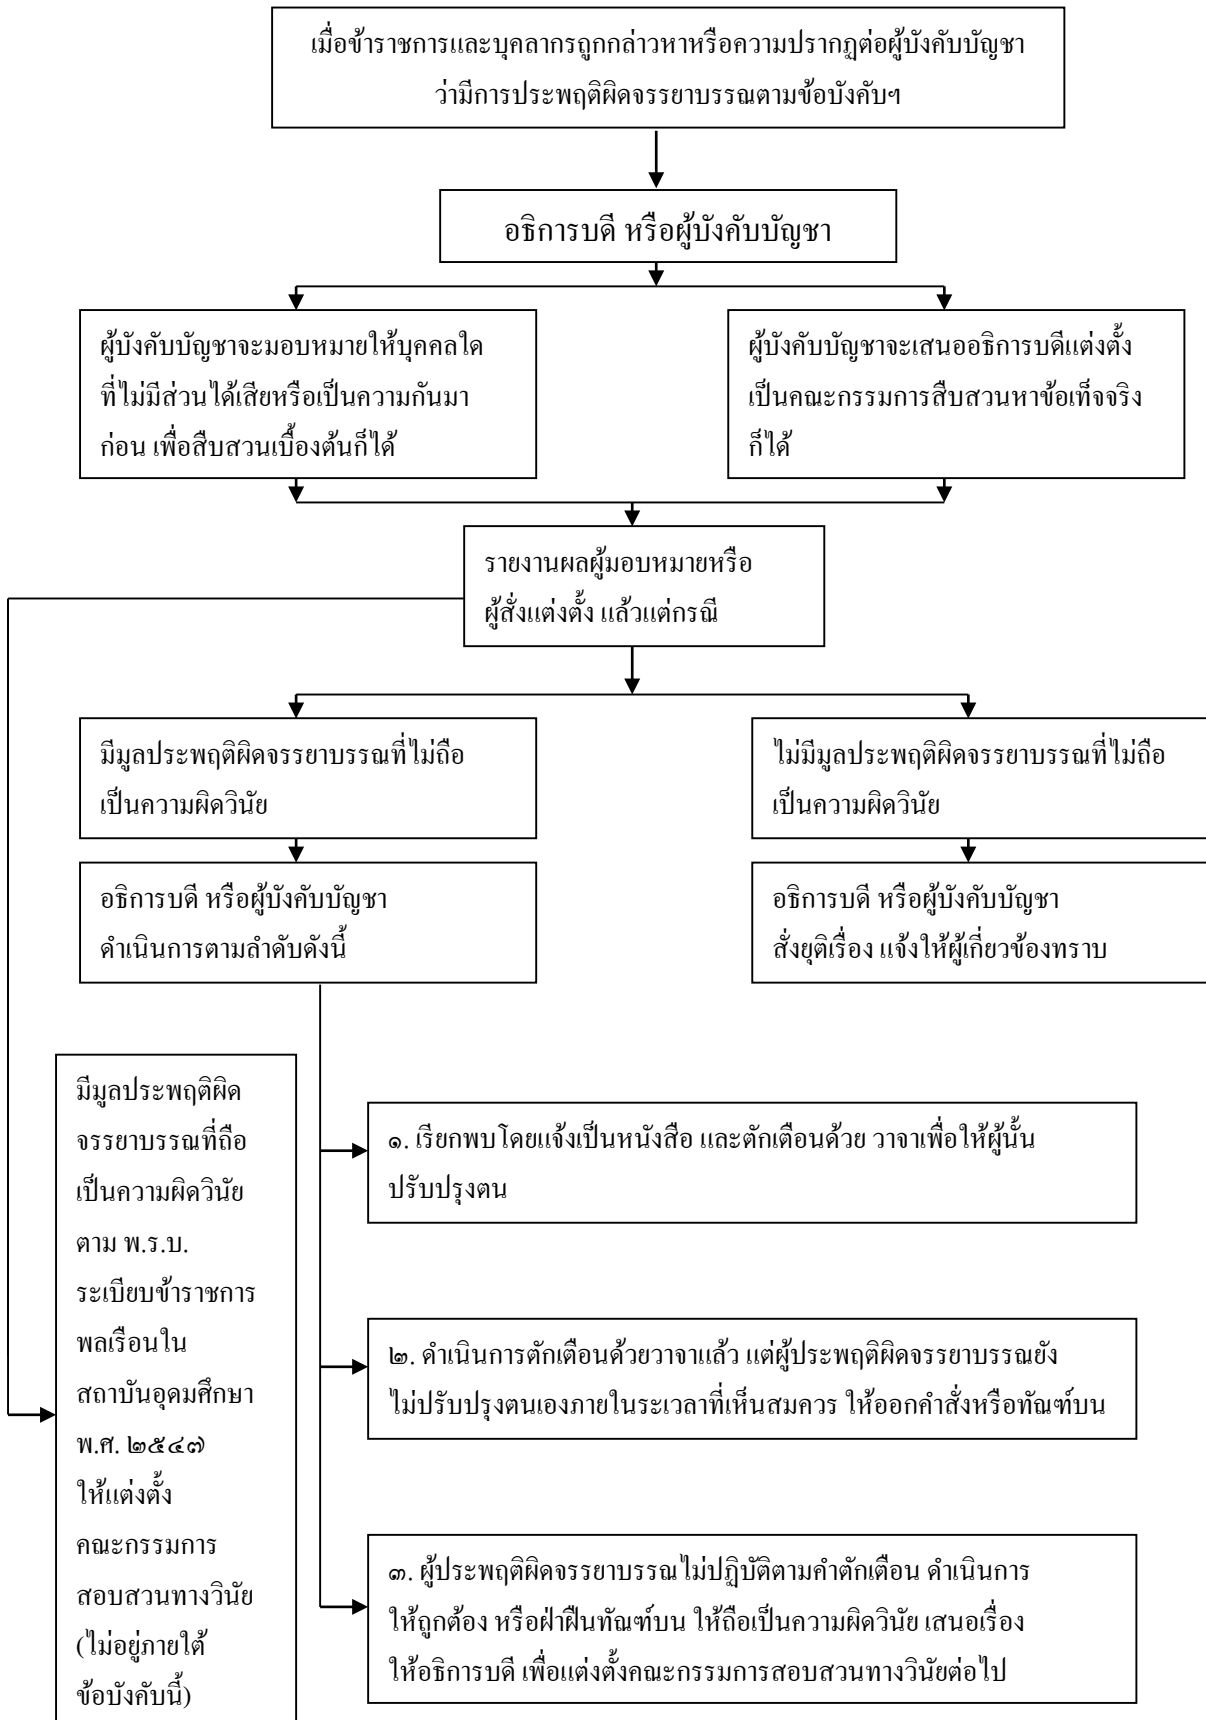 เมื่อข้าราชการและบุคลากรถูกกล่าวหาหรือความปรากฏต่อผู้บังคับบัญชา
ว่ามีการประพฤติผิดจรรยาบรรณตามข้อบังคับฯ
อธิการบดี หรือผู้บังคับบัญชา
ผู้บังคับบัญชาจะมอบหมายให้บุคคลใด
ที่ไม่มีส่วนได้เสียหรือเป็นความกันมา
ก่อน เพื่อสืบสวนเบื้องต้นก็ได้
ผู้บังคับบัญชาจะเสนออธิการบดีแต่งตั้ง
เป็นคณะกรรมการสืบสวนหาข้อเท็จจริง
ก็ได้
รายงานผลผู้มอบหมายหรือ
ผู้สั่งแต่งตั้ง แล้วแต่กรณี
มีมูลประพฤติผิดจรรยาบรรณที่ไม่ถือ
เป็นความผิดวินัย
ไม่มีมูลประพฤติผิดจรรยาบรรณที่ไม่ถือ
เป็นความผิดวินัย
อธิการบดี หรือผู้บังคับบัญชา
ดำเนินการตามลำดับดังนี้
อธิการบดี หรือผู้บังคับบัญชา
สั่งยุติเรื่อง แจ้งให้ผู้เกี่ยวข้องทราบ
มีมูลประพฤติผิด
จรรยาบรรณที่ถือ
เป็นความผิดวินัย
ตาม พ.ร.บ.
ระเบียบข้าราชการ
พลเรือนใน
สถาบันอุดมศึกษา
พ.ศ. ๒๕๔๗
ให้แต่งตั้ง
คณะกรรมการ
สอบสวนทางวินัย
(ไม่อยู่ภายใต้
ข้อบังคับนี้)
๑. เรียกพบโดยแจ้งเป็นหนังสือ และตักเตือนด้วย วาจาเพื่อให้ผู้นั้น
ปรับปรุงตน
๒. ดำเนินการตักเตือนด้วยวาจาแล้ว แต่ผู้ประพฤติผิดจรรยาบรรณยัง
ไม่ปรับปรุงตนเองภายในระเวลาที่เห็นสมควร ให้ออกคำสั่งหรือทัณฑ์บน
๓. ผู้ประพฤติผิดจรรยาบรรณไม่ปฏิบัติตามคำตักเตือน ดำเนินการ
ให้ถูกต้อง หรือฝ่าฝืนทัณฑ์บน ให้ถือเป็นความผิดวินัย เสนอเรื่อง
ให้อธิการบดี เพื่อแต่งตั้งคณะกรรมการสอบสวนทางวินัยต่อไป